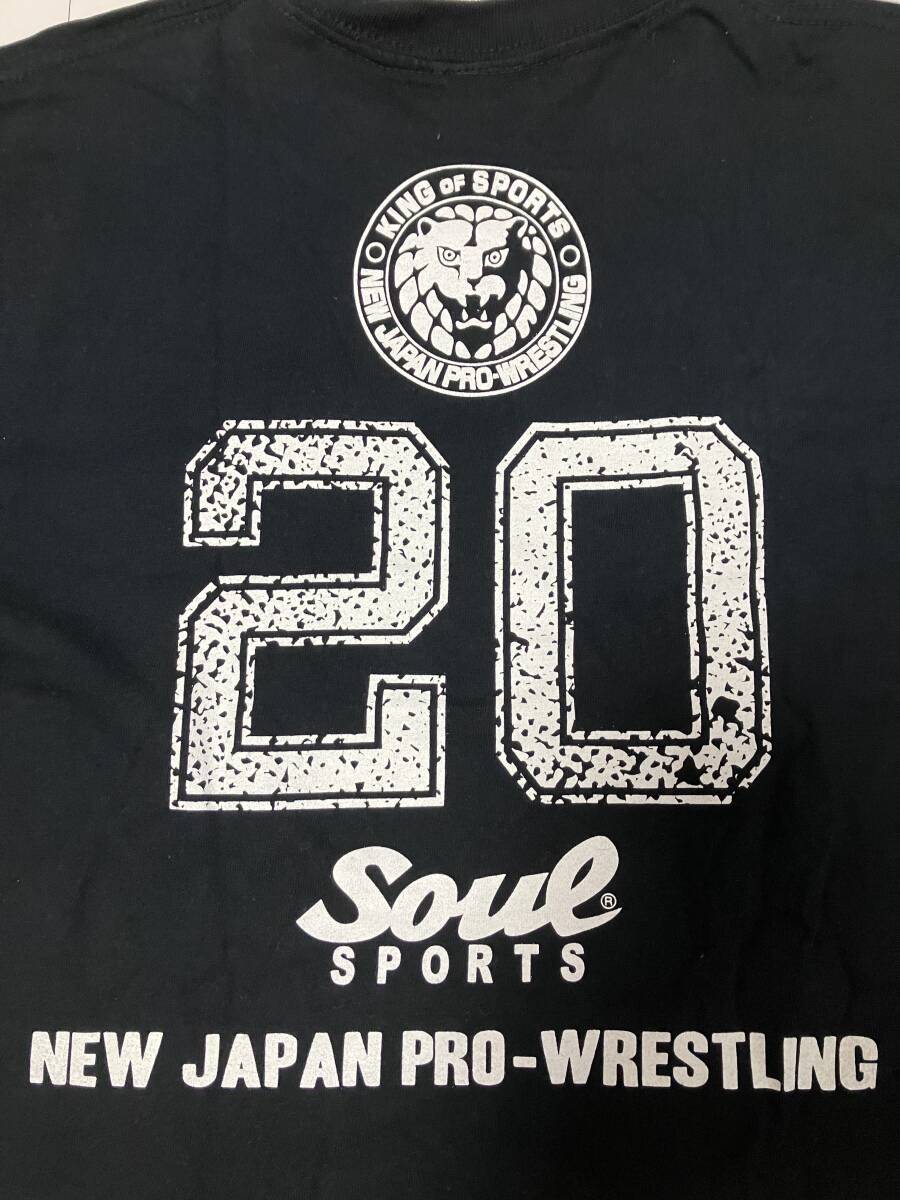 KING OF SPORTS
NEW JAPAN PRO-WRESTLING
20
Soul®
SPORTS
NEW JAPAN PRO-WRESTLING